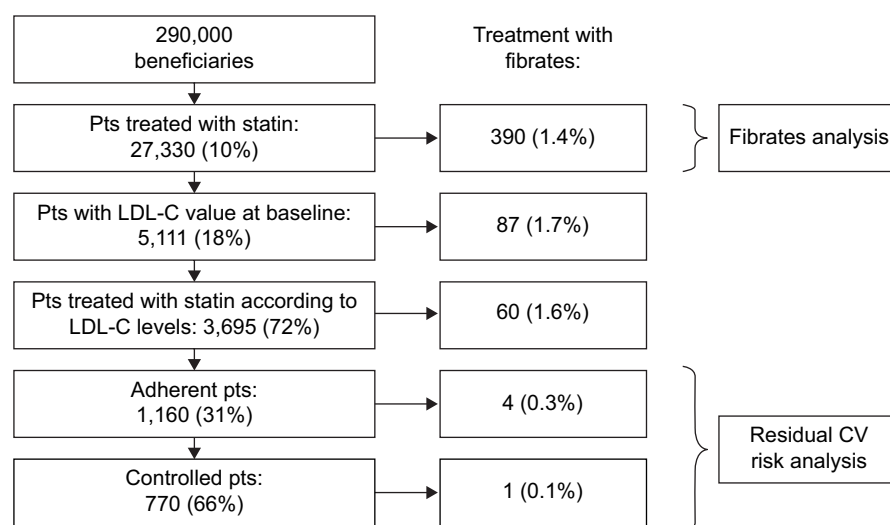 290,000
beneficiaries
Treatment with
fibrates:
Pts treated with statin:
27,330 (10%)
390 (1.4%)
Fibrates analysis
Pts with LDL-C value at baseline:
5,111 (18%)
87 (1.7%)
Pts treated with statin according to
LDL-C levels: 3,695 (72%)
60 (1.6%)
Adherent pts:
1,160 (31%)
4 (0.3%)
Residual CV
risk analysis
Controlled pts:
770 (66%)
1 (0.1%)